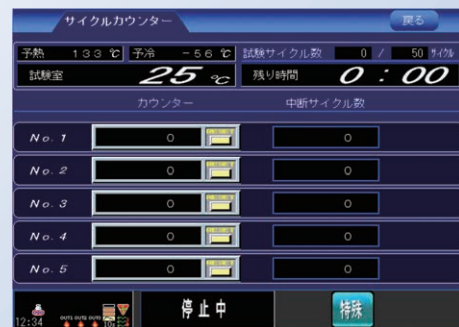 サイクルカウンター 戻る
予熱 133 ℃ 予冷 -56 ℃ 試験サイクル数 0 / 50 サイクル
試験室 25 ℃ 残り時間 0 : 00
カウンター 中断サイクル数
No. 1 0 0
No. 2 0 0
No. 3 0 0
No. 4 0 0
No. 5 0 0
12:34 OUT1 OUT2 OUT3 停止中 特殊